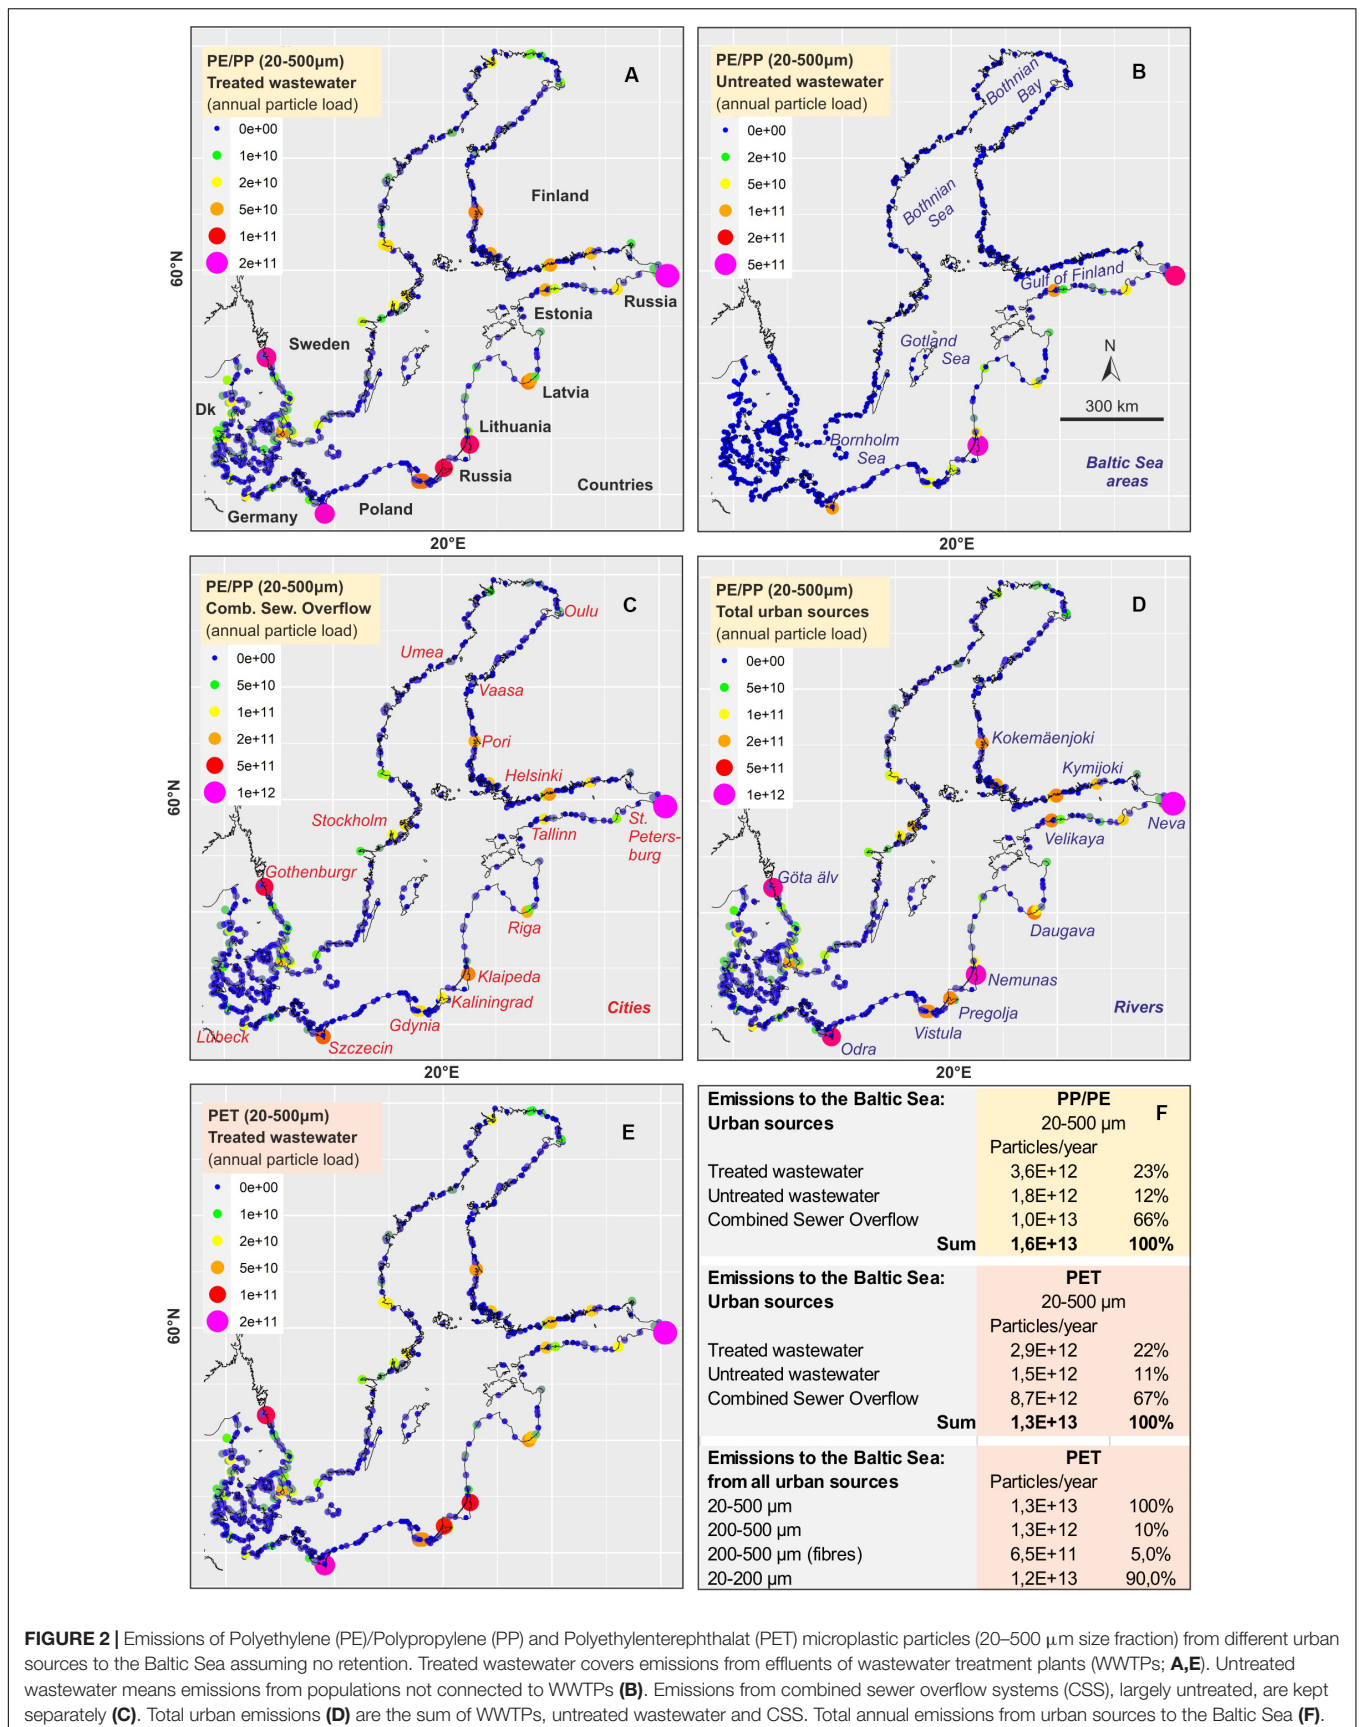 PE/PP (20-500µm)
Treated wastewater
(annual particle load)
0e+00
1e+10
2e+10
5e+10
1e+11
2e+11
A
Finland
Russia
Estonia
Sweden
Latvia
Dk
Lithuania
Russia
Countries
Poland
Germany
60°N
20°E
PE/PP (20-500µm)
Untreated wastewater
(annual particle load)
0e+00
2e+10
5e+10
1e+11
2e+11
5e+11
B
Bothnian
Bay
Bothnian
Sea
Gulf of Finland
Gotland
Sea
N
300 km
Bornholm
Sea
Baltic Sea
areas
20°E
PE/PP (20-500µm)
Comb. Sew. Overflow
(annual particle load)
0e+00
5e+10
1e+11
2e+11
5e+11
1e+12
C
Oulu
Umea
Vaasa
Pori
Helsinki
Stockholm
Tallinn
St.
Peters-
burg
Gothenburgr
Riga
Klaipeda
Kaliningrad
Cities
Gdynia
Lübeck
Szczecin
60°N
20°E
PE/PP (20-500µm)
Total urban sources
(annual particle load)
0e+00
5e+10
1e+11
2e+11
5e+11
1e+12
D
Kokemäenjoki
Kymijoki
Neva
Velikaya
Göta älv
Daugava
Nemunas
Pregolja
Rivers
Vistula
Odra
20°E
PET (20-500µm)
Treated wastewater
(annual particle load)
0e+00
1e+10
2e+10
5e+10
1e+11
2e+11
E
60°N
Emissions to the Baltic Sea: PP/PE F
Urban sources 20-500 µm
Particles/year
Treated wastewater 3,6E+12 23%
Untreated wastewater 1,8E+12 12%
Combined Sewer Overflow 1,0E+13 66%
Sum 1,6E+13 100%
Emissions to the Baltic Sea: PET
Urban sources 20-500 µm
Particles/year
Treated wastewater 2,9E+12 22%
Untreated wastewater 1,5E+12 11%
Combined Sewer Overflow 8,7E+12 67%
Sum 1,3E+13 100%
Emissions to the Baltic Sea: PET
from all urban sources Particles/year
20-500 µm 1,3E+13 100%
200-500 µm 1,3E+12 10%
200-500 µm (fibres) 6,5E+11 5,0%
20-200 µm 1,2E+13 90,0%
FIGURE 2 | Emissions of Polyethylene (PE)/Polypropylene (PP) and Polyethylenterephthalat (PET) microplastic particles (20–500 µm size fraction) from different urban
sources to the Baltic Sea assuming no retention. Treated wastewater covers emissions from effluents of wastewater treatment plants (WWTPs; A,E). Untreated
wastewater means emissions from populations not connected to WWTPs (B). Emissions from combined sewer overflow systems (CSS), largely untreated, are kept
separately (C). Total urban emissions (D) are the sum of WWTPs, untreated wastewater and CSS. Total annual emissions from urban sources to the Baltic Sea (F).